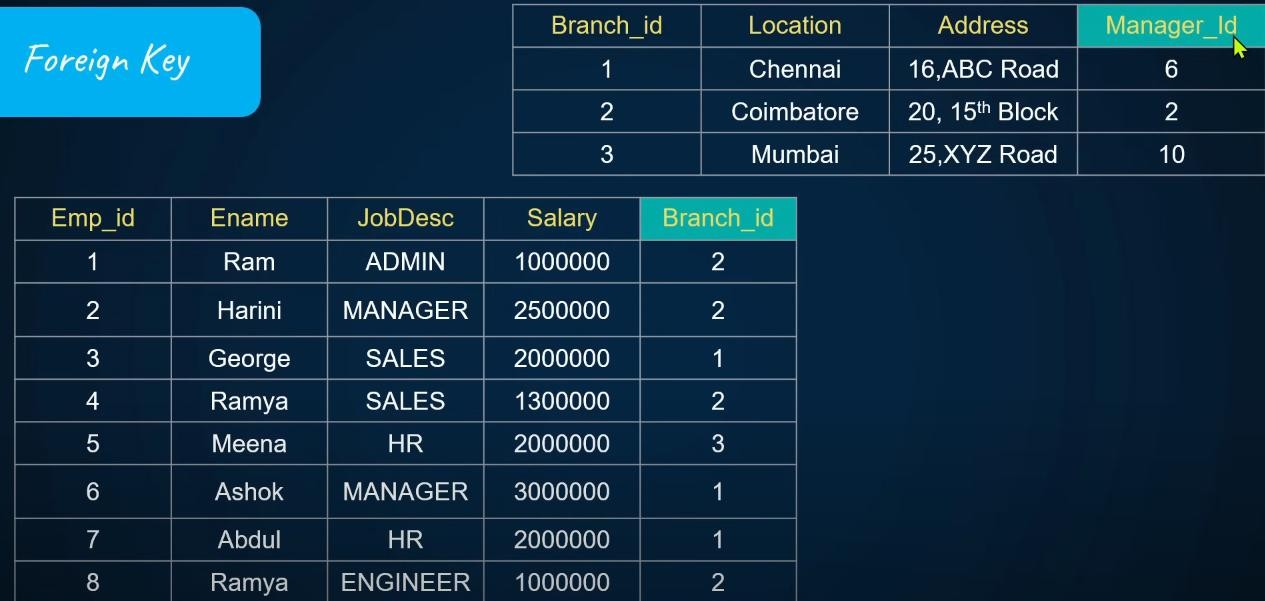 Foreign Key
Branch_id Location Address Manager_Id
1 Chennai 16,ABC Road 6
2 Coimbatore 20, 15th Block 2
3 Mumbai 25,XYZ Road 10
Emp_id Ename JobDesc Salary Branch_id
1 Ram ADMIN 1000000 2
2 Harini MANAGER 2500000 2
3 George SALES 2000000 1
4 Ramya SALES 1300000 2
5 Meena HR 2000000 3
6 Ashok MANAGER 3000000 1
7 Abdul HR 2000000 1
8 Ramya ENGINEER 1000000 2